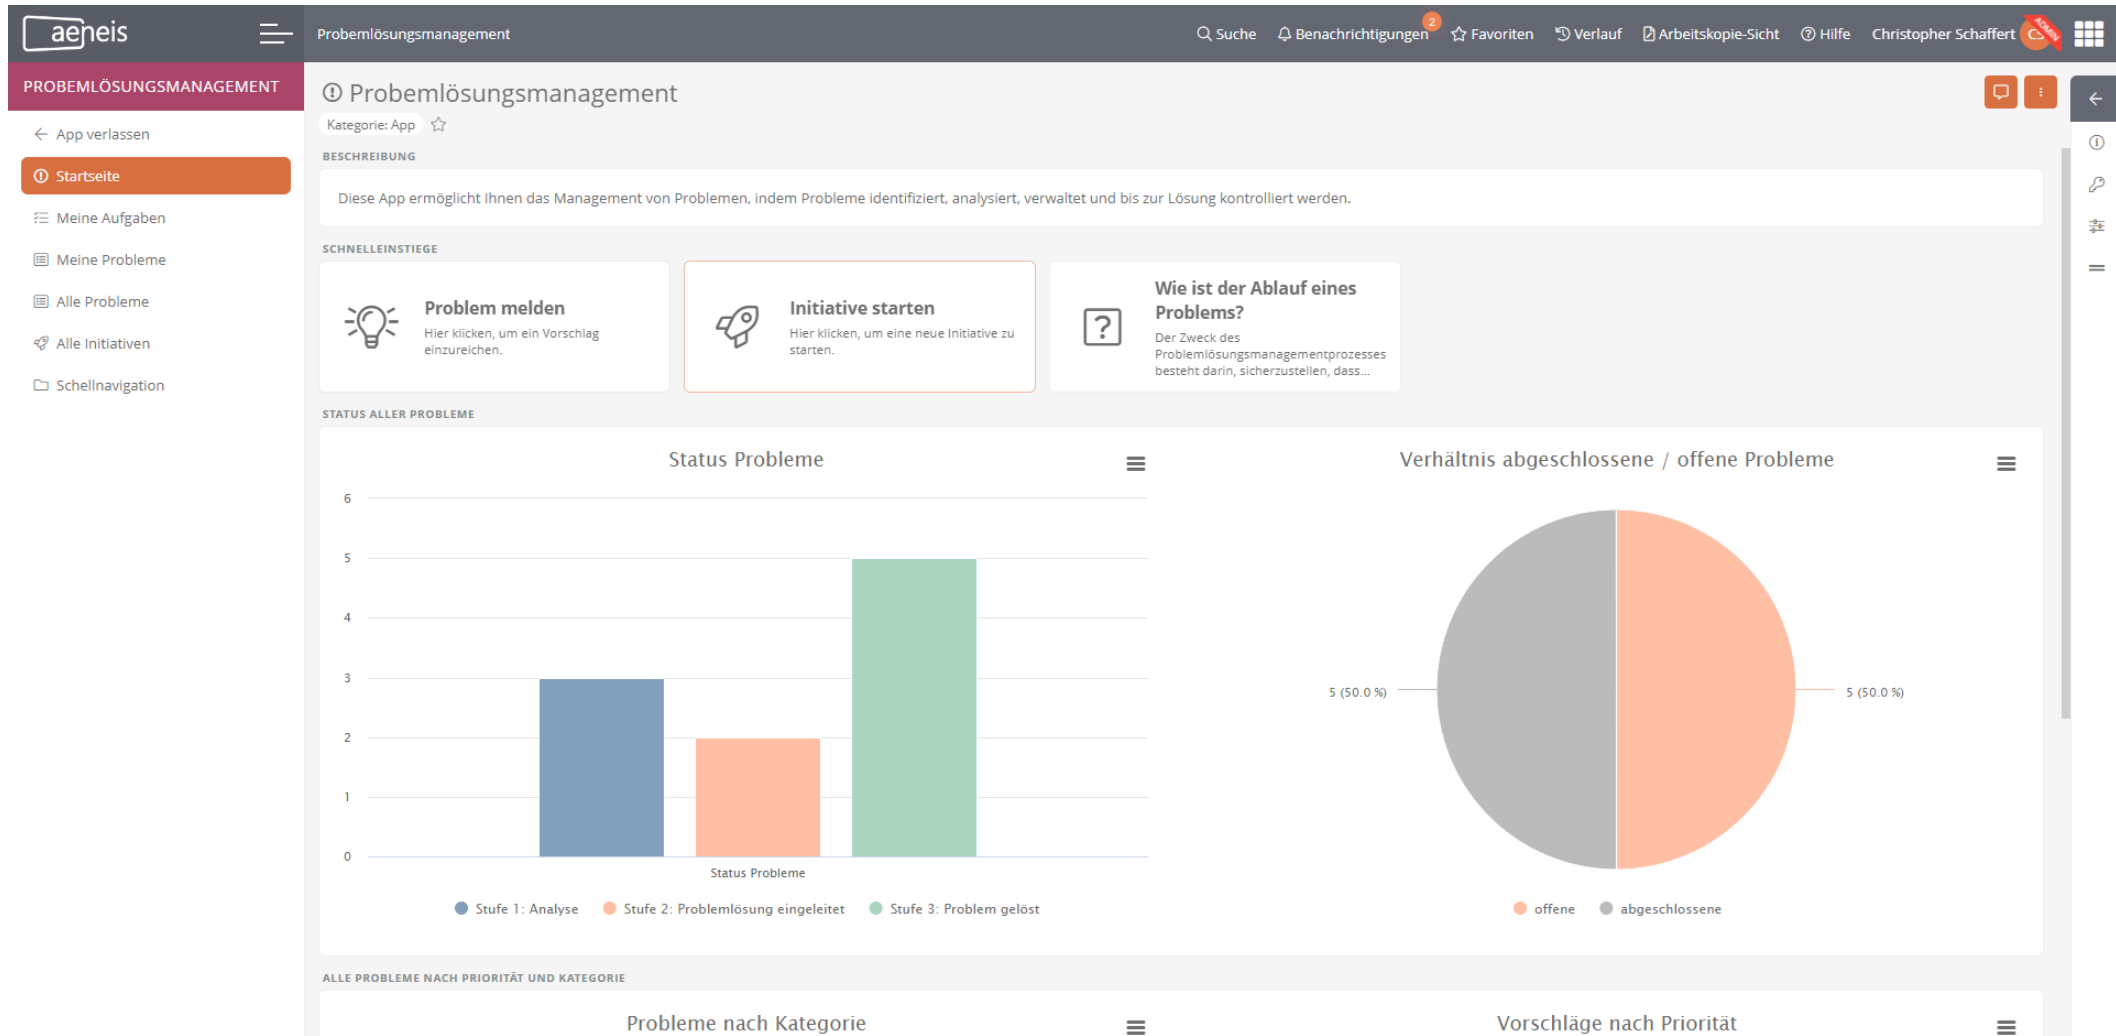 aeneis
Probemlösungsmanagement
Suche
Benachrichtigungen
2
Favoriten
Verlauf
Arbeitskopie-Sicht
Hilfe
Christopher Schaffert
ADMIN
PROBEMLÖSUNGSMANAGEMENT
App verlassen
Startseite
Meine Aufgaben
Meine Probleme
Alle Probleme
Alle Initiativen
Schellnavigation
Probemlösungsmanagement
Kategorie: App
BESCHREIBUNG
Diese App ermöglicht Ihnen das Management von Problemen, indem Probleme identifiziert, analysiert, verwaltet und bis zur Lösung kontrolliert werden.
SCHNELLEINSTIEGE
Problem melden
Hier klicken, um ein Vorschlag
einzureichen.
Initiative starten
Hier klicken, um eine neue Initiative zu
starten.
Wie ist der Ablauf eines
Problems?
Der Zweck des
Problemlösungsmanagementprozesses
besteht darin, sicherzustellen, dass...
STATUS ALLER PROBLEME
Status Probleme
6
5
4
3
2
1
0
Status Probleme
Stufe 1: Analyse
Stufe 2: Problemlösung eingeleitet
Stufe 3: Problem gelöst
Verhältnis abgeschlossene / offene Probleme
5 (50.0 %)
5 (50.0 %)
offene
abgeschlossene
ALLE PROBLEME NACH PRIORITÄT UND KATEGORIE
Probleme nach Kategorie
Vorschläge nach Priorität